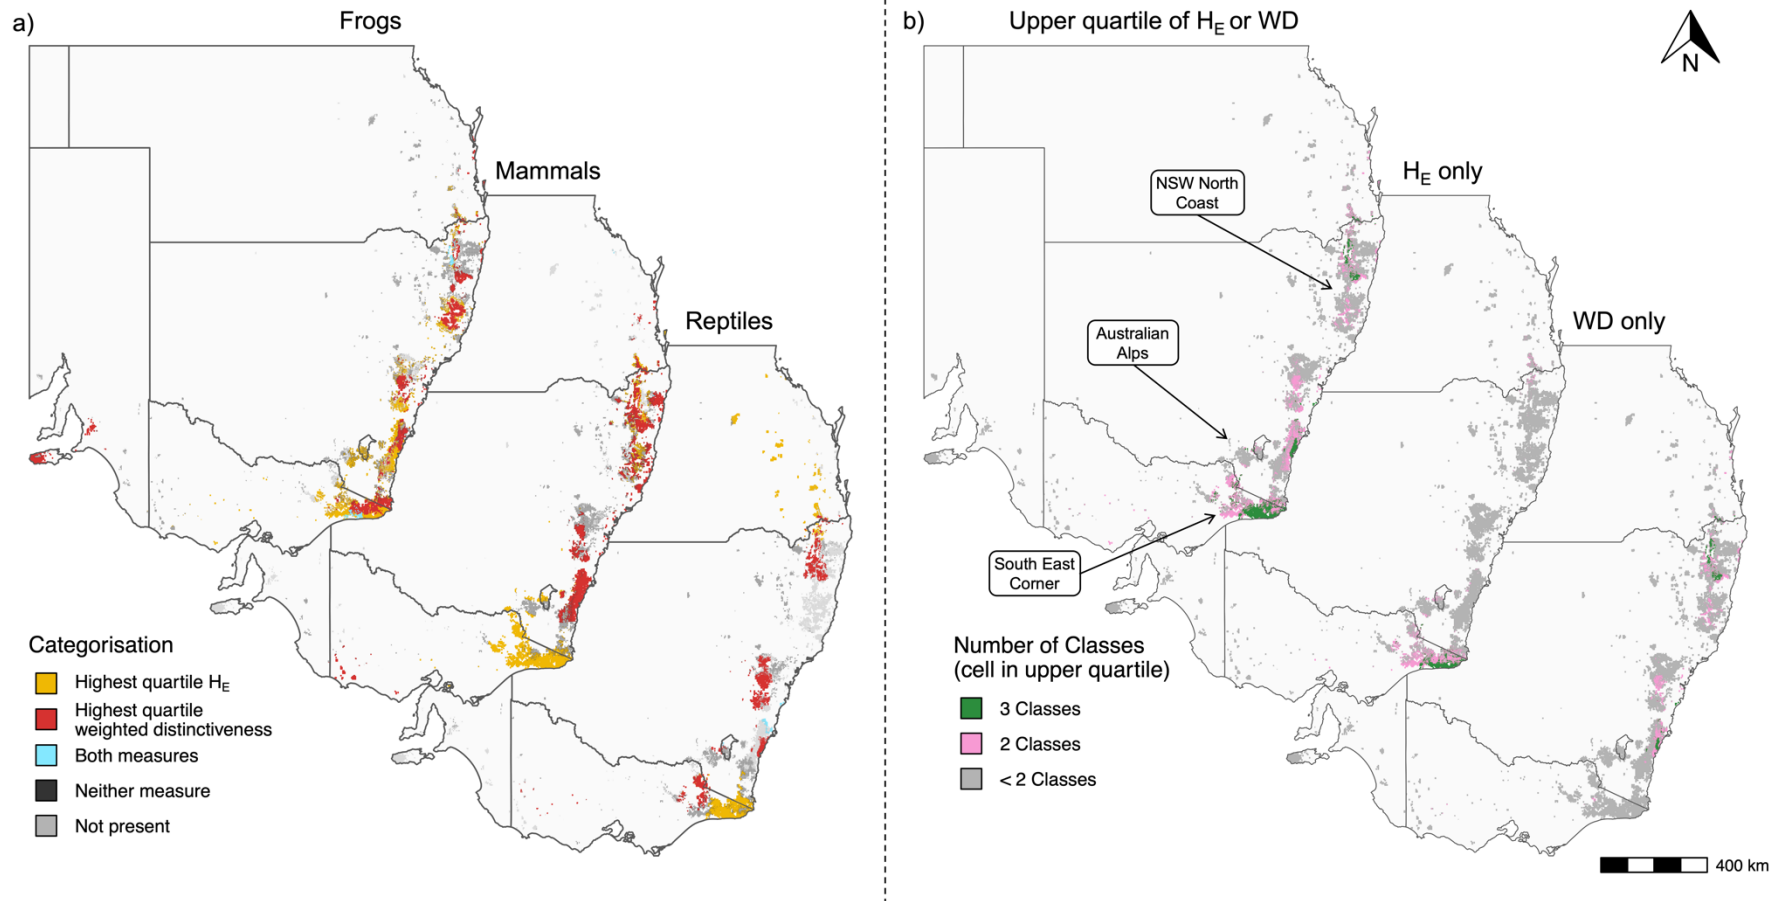 a)
Frogs
Mammals
Reptiles
Categorisation
Highest quartile HE
Highest quartile
weighted distinctiveness
Both measures
Neither measure
Not present
b)
Upper quartile of HE or WD
N
HE only
WD only
NSW North
Coast
Australian
Alps
South East
Corner
Number of Classes
(cell in upper quartile)
3 Classes
2 Classes
< 2 Classes
400 km